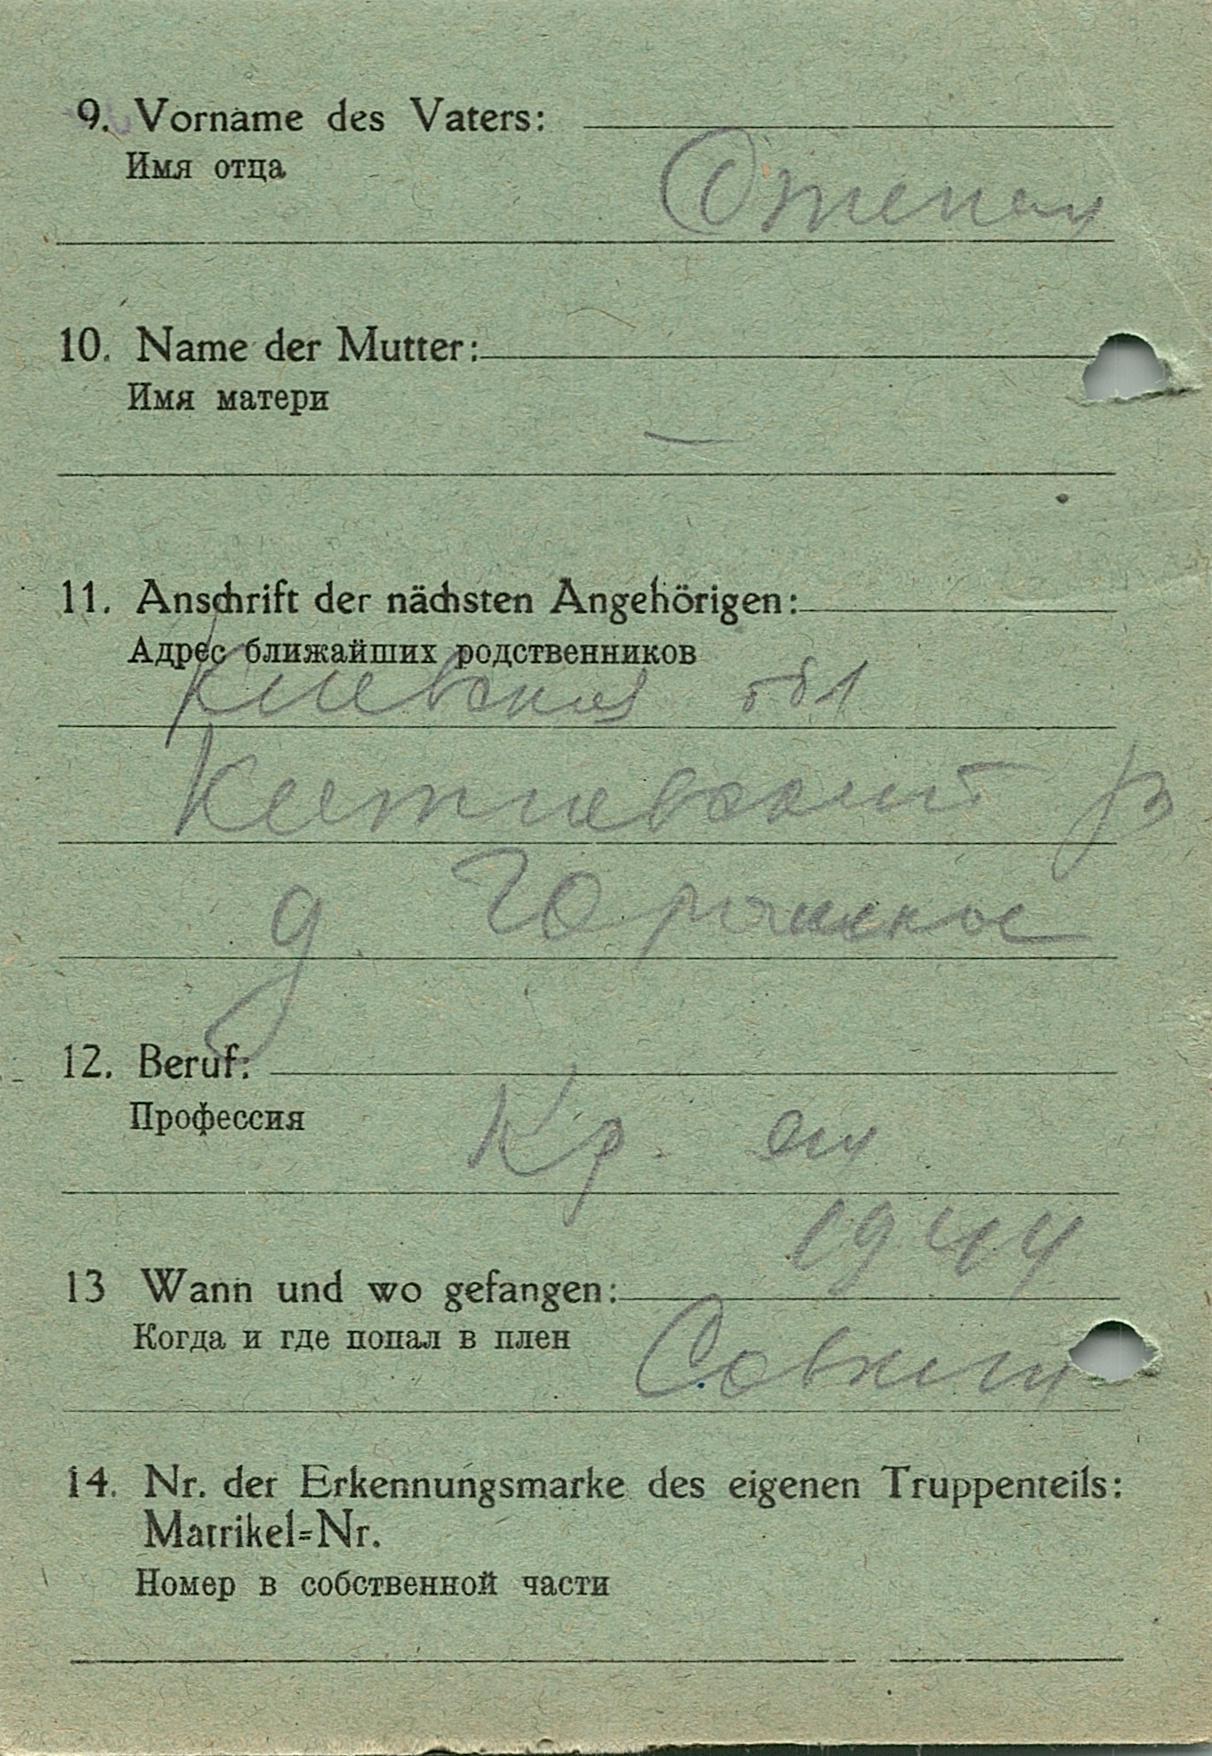 9. Vorname des Vaters:
Имя отца
Степан
10. Name der Mutter:
Имя матери
—
11. Anschrift der nächsten Angehörigen:
Адрес ближайших родственников
Киевская обл
р
д.
12. Beruf:
Профессия
Кр.
1944
13 Wann und wo gefangen:
Когда и где попал в плен
14. Nr. der Erkennungsmarke des eigenen Truppenteils:
Matrikel=Nr.
Номер в собственной части